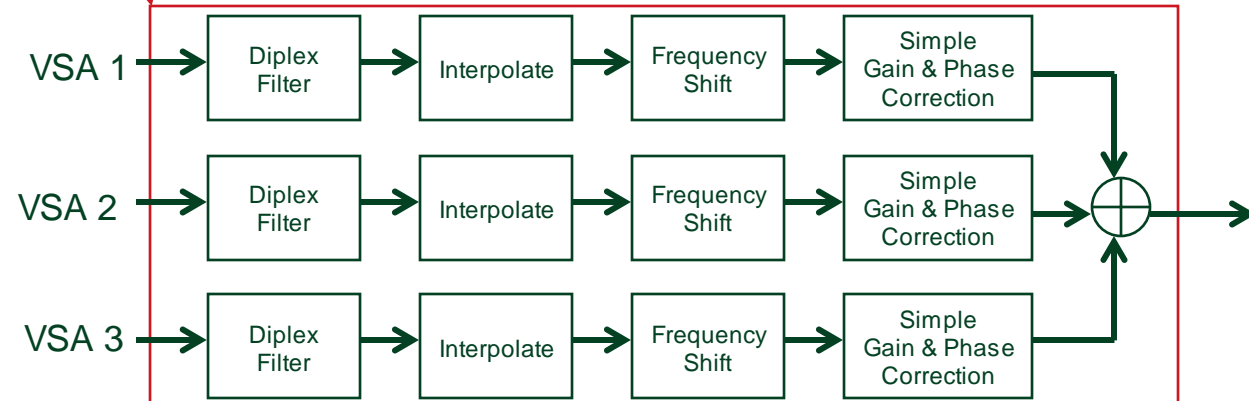 VSA 1
Diplex
Filter
Interpolate
Frequency
Shift
Simple
Gain & Phase
Correction
VSA 2
Diplex
Filter
Interpolate
Frequency
Shift
Simple
Gain & Phase
Correction
VSA 3
Diplex
Filter
Interpolate
Frequency
Shift
Simple
Gain & Phase
Correction